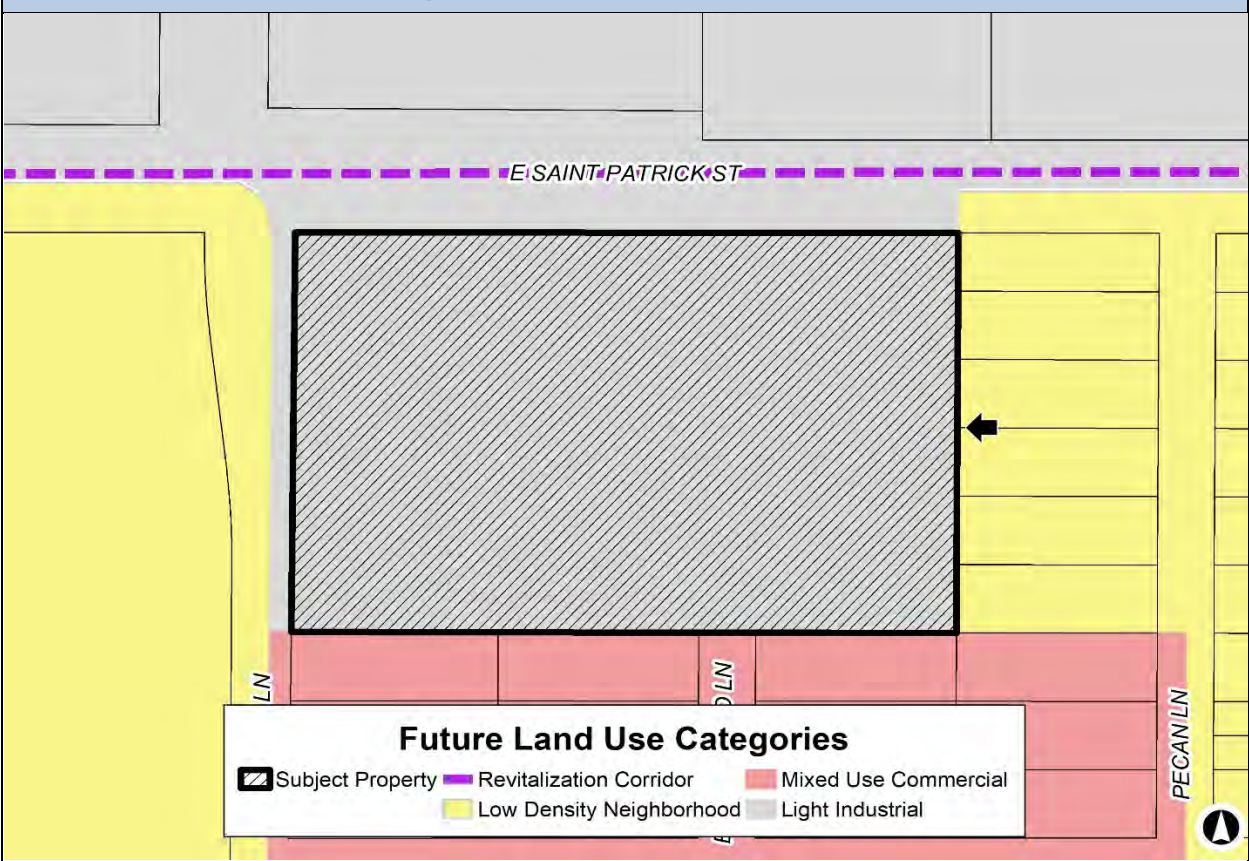 E SAINT PATRICK ST
LN
LN
PECAN LN
Future Land Use Categories
Subject Property Revitalization Corridor Mixed Use Commercial
Low Density Neighborhood Light Industrial